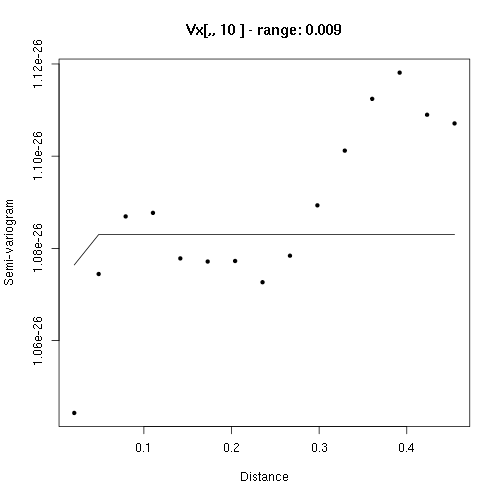 Vx[,, 10 ] - range: 0.009
Semi-variogram
1.12e-26
1.10e-26
1.08e-26
1.06e-26
0.1 0.2 0.3 0.4
Distance